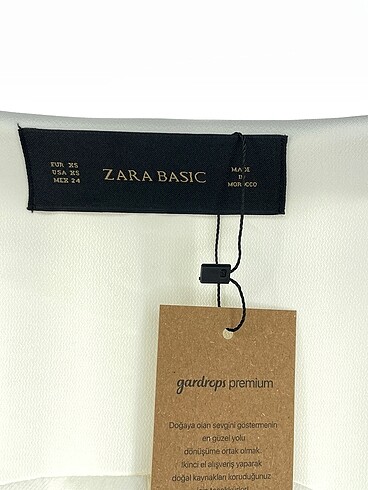 EUR XS
USA XS
MEX 24
ZARA BASIC
MADE
IN
MOROCCO
gardrops premium
Doğaya olan sevgini göstermenin
en güzel yolu
dönüşüme ortak olmak.
İkinci el alışveriş yaparak
doğal kaynakları koruduğunuz